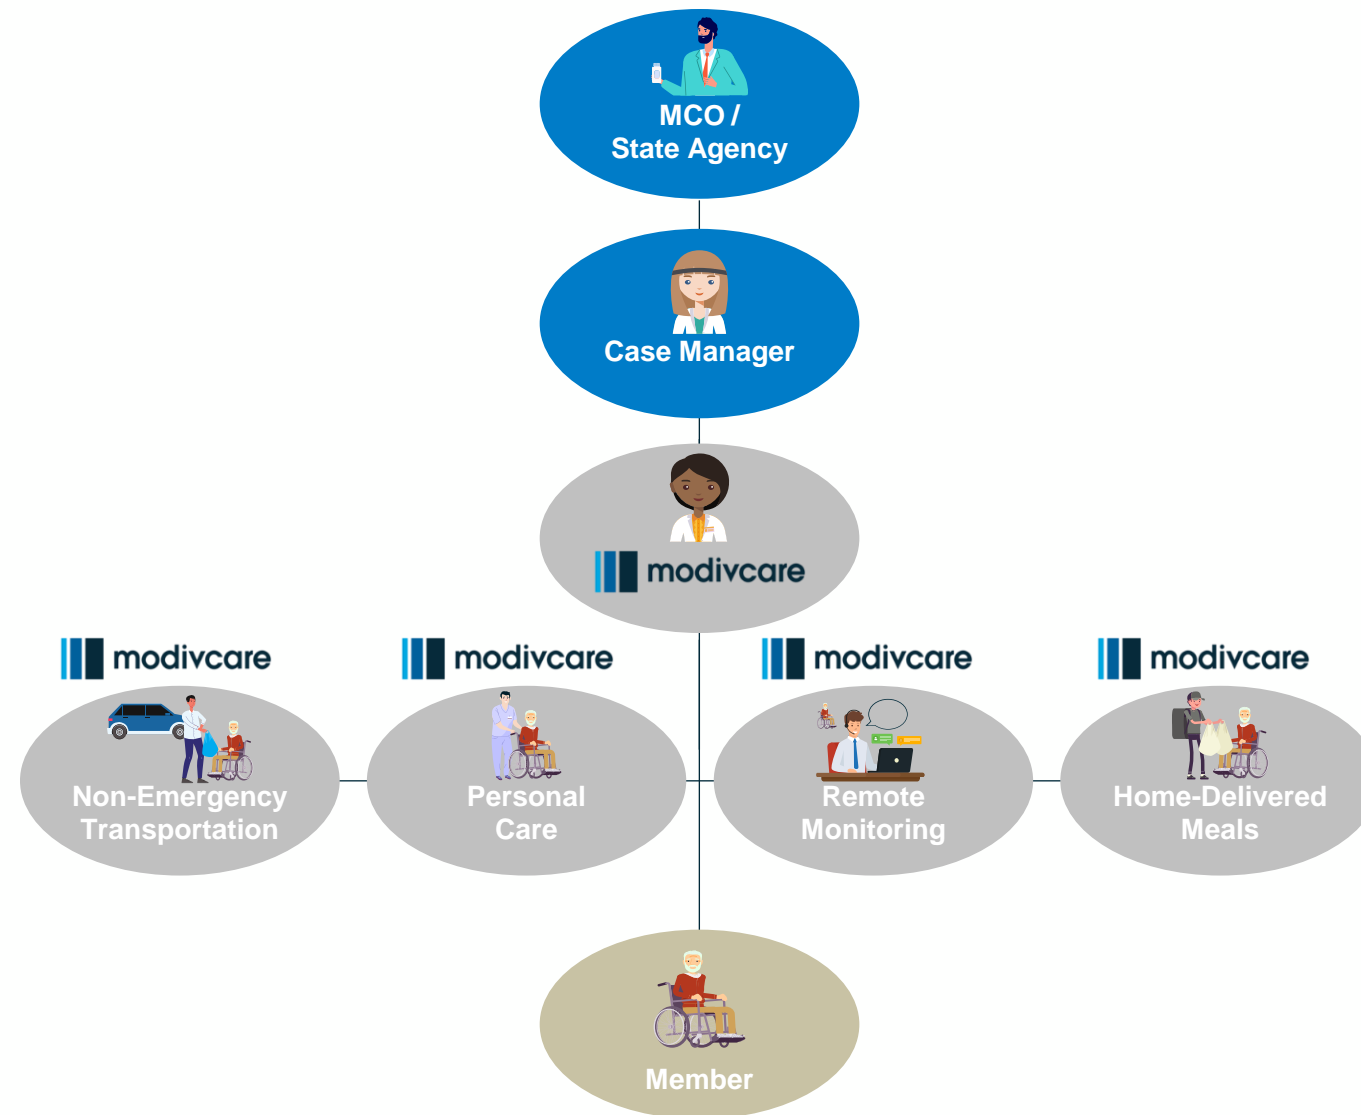 MCO /
State Agency
Case Manager
modivcare
modivcare
modivcare
modivcare
modivcare
Non-Emergency
Transportation
Personal
Care
Remote
Monitoring
Home-Delivered
Meals
Member